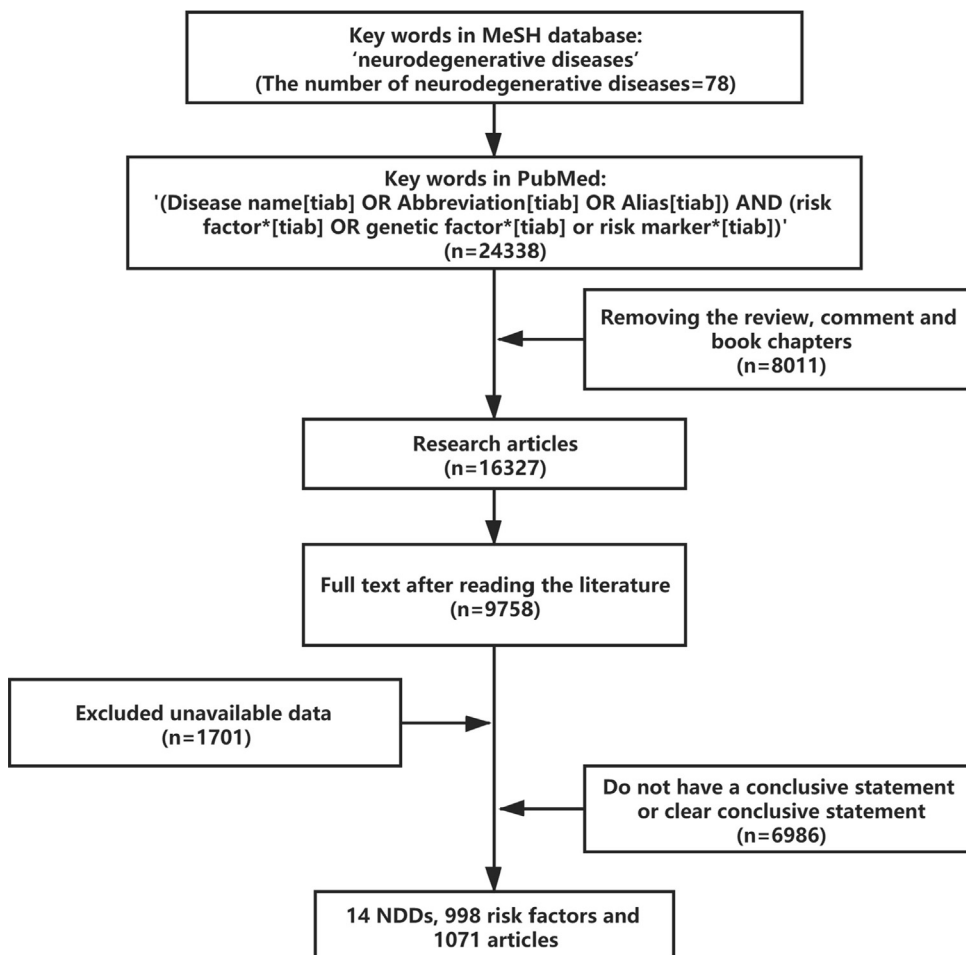 Key words in MeSH database:
‘neurodegenerative diseases’
(The number of neurodegenerative diseases=78)
Key words in PubMed:
'(Disease name[tiab] OR Abbreviation[tiab] OR Alias[tiab]) AND (risk
factor*[tiab] OR genetic factor*[tiab] or risk marker*[tiab])'
(n=24338)
Removing the review, comment and
book chapters
(n=8011)
Research articles
(n=16327)
Full text after reading the literature
(n=9758)
Excluded unavailable data
(n=1701)
Do not have a conclusive statement
or clear conclusive statement
(n=6986)
14 NDDs, 998 risk factors and
1071 articles